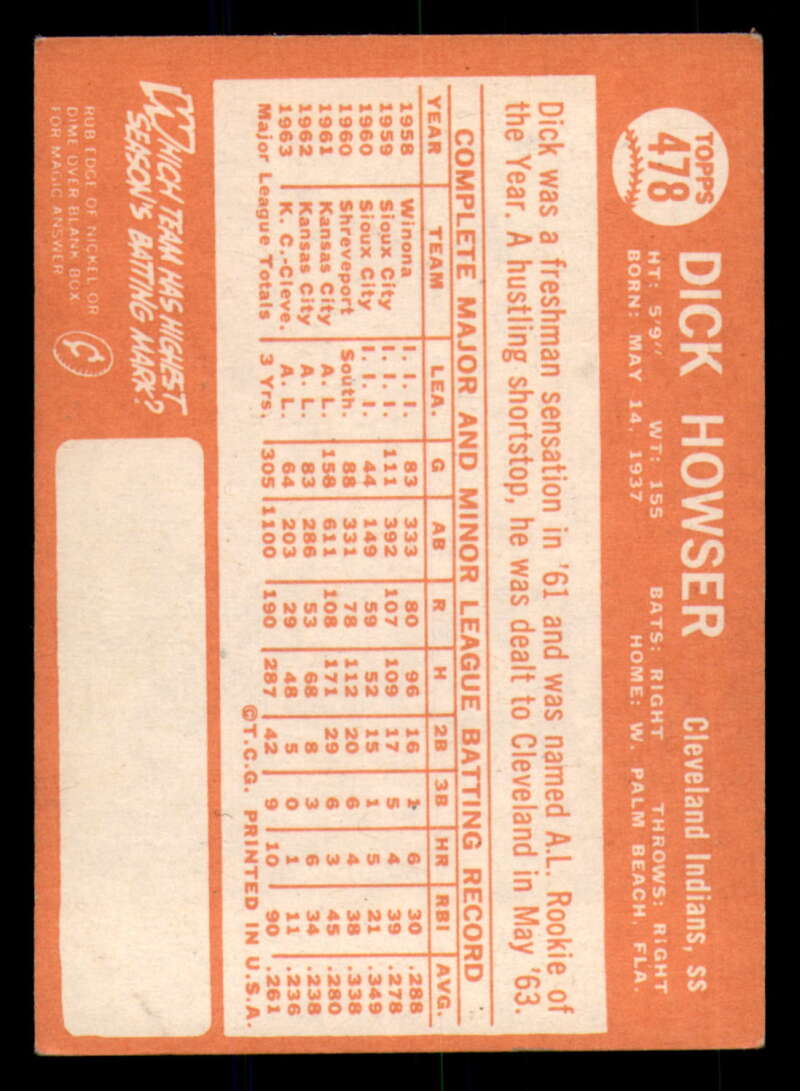 TOPPS
478
DICK HOWSER Cleveland Indians, ss
HT: 5'9" WT: 155 BATS: RIGHT THROWS: RIGHT
BORN: MAY 14, 1937 HOME: W. PALM BEACH, FLA.
Dick was a freshman sensation in '61 and was named A.L. Rookie of
the Year. A hustling shortstop, he was dealt to Cleveland in May '63.
COMPLETE MAJOR AND MINOR LEAGUE BATTING RECORD
YEAR TEAM LEA. G AB R H 2B 3B HR RBI AVG.
1958 Winona I. I. I. 83 333 80 96 16 1 6 30 .288
1959 Sioux City I. I. I. 111 392 107 109 17 5 4 39 .278
1960 Sioux City I. I. I. 44 149 59 52 15 1 5 21 .349
1960 Shreveport South. 88 331 78 112 20 6 4 38 .338
1961 Kansas City A. L. 158 611 108 171 29 6 3 45 .280
1962 Kansas City A. L. 83 286 53 68 8 3 6 34 .238
1963 K. C.-Cleve. A. L. 64 203 29 48 5 0 1 11 .236
Major League Totals 3 Yrs. 305 1100 190 287 42 9 10 90 .261
©T.C.G. PRINTED IN U.S.A.
WHICH TEAM HAS HIGHEST
SEASON'S BATTING MARK?
RUB EDGE OF NICKEL OR
DIME OVER BLANK BOX
FOR MAGIC ANSWER